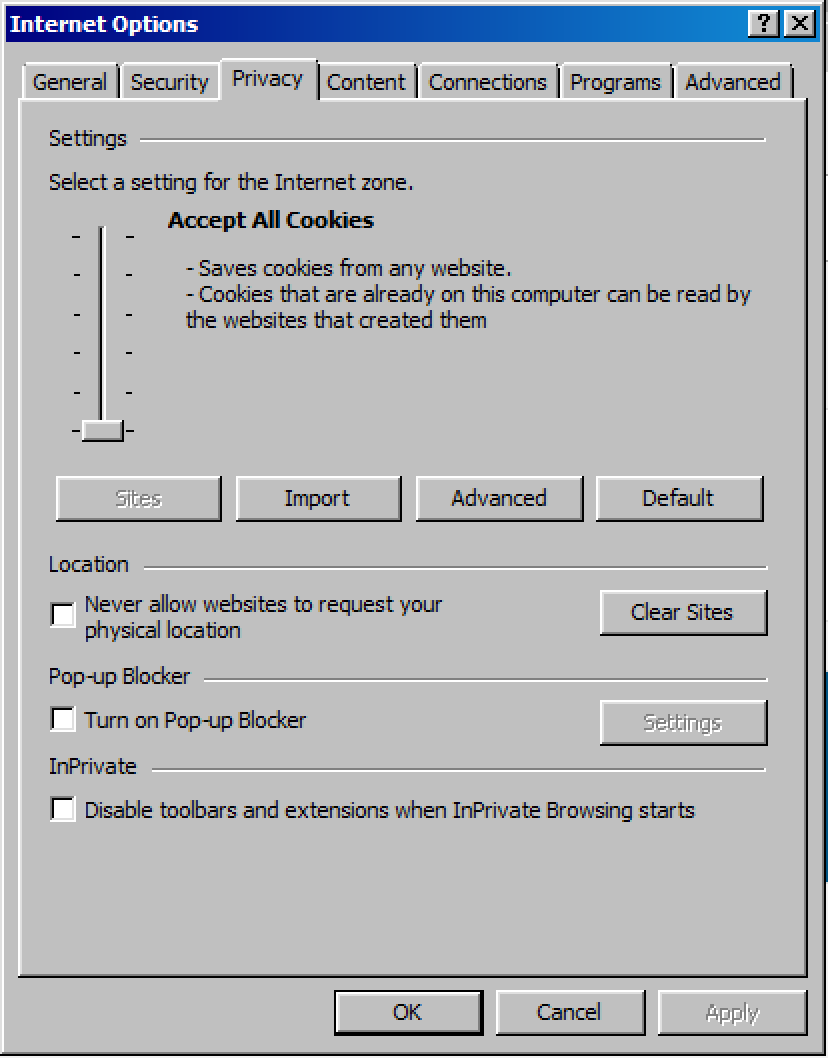 Internet Options
General Security Privacy Content Connections Programs Advanced
Settings
Select a setting for the Internet zone.
Accept All Cookies
- Saves cookies from any website.
- Cookies that are already on this computer can be read by
the websites that created them
Sites Import Advanced Default
Location
Never allow websites to request your
physical location
Clear Sites
Pop-up Blocker
Turn on Pop-up Blocker Settings
InPrivate
Disable toolbars and extensions when InPrivate Browsing starts
OK Cancel Apply